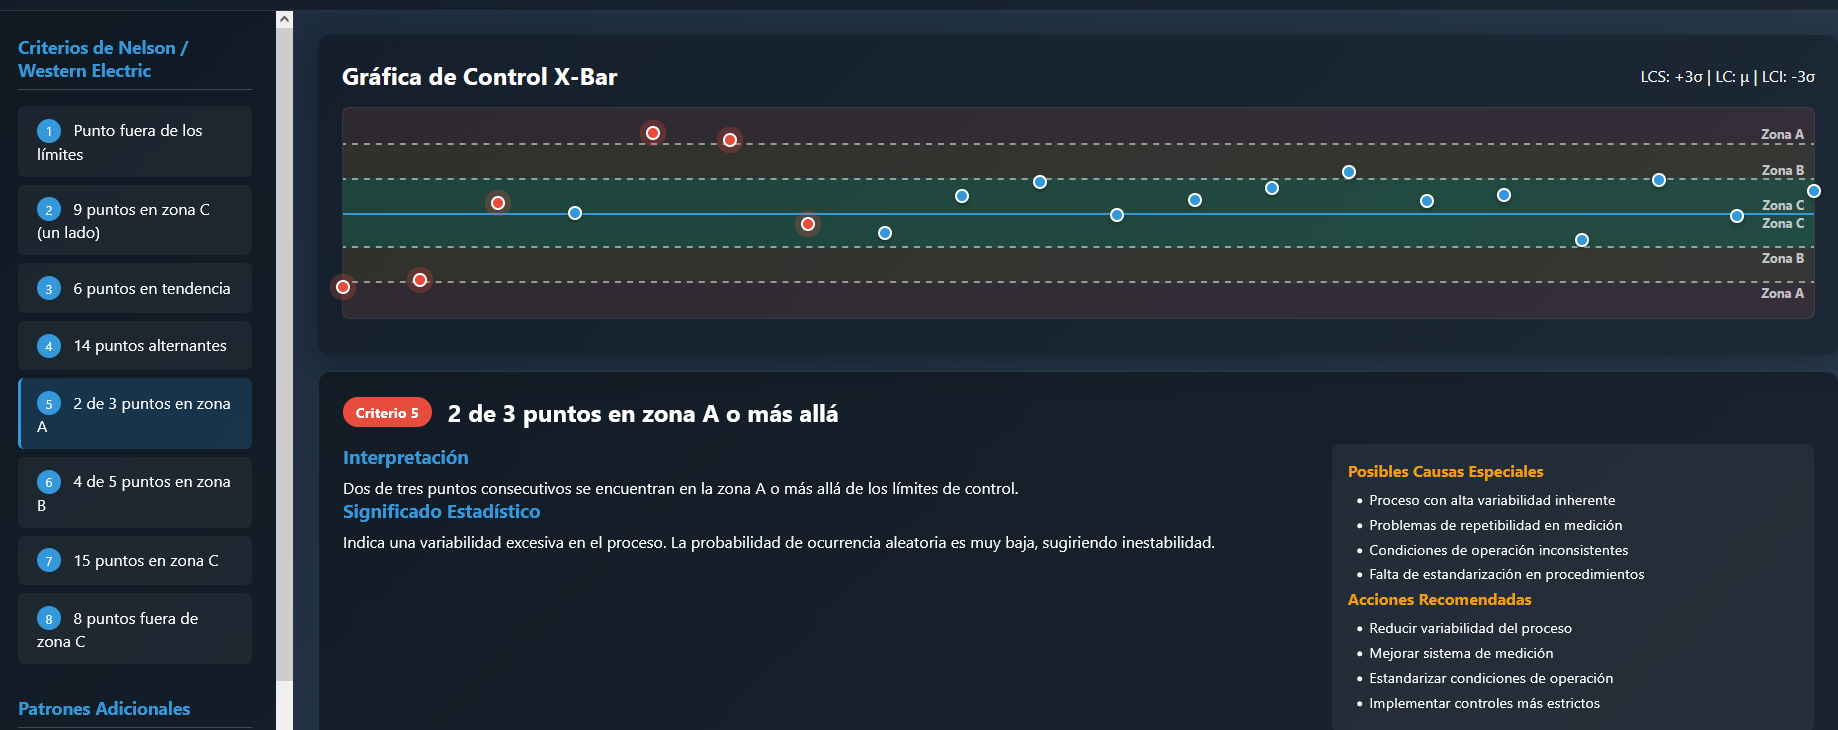 Criterios de Nelson /
Western Electric
1 Punto fuera de los
límites
2 9 puntos en zona C
(un lado)
3 6 puntos en tendencia
4 14 puntos alternantes
5 2 de 3 puntos en zona
A
6 4 de 5 puntos en zona
B
7 15 puntos en zona C
8 8 puntos fuera de
zona C
Patrones Adicionales
Gráfica de Control X-Bar
LCS: +3σ | LC: μ | LCI: -3σ
Zona A
Zona B
Zona C
Zona C
Zona B
Zona A
Criterio 5 2 de 3 puntos en zona A o más allá
Interpretación
Dos de tres puntos consecutivos se encuentran en la zona A o más allá de los límites de control.
Significado Estadístico
Indica una variabilidad excesiva en el proceso. La probabilidad de ocurrencia aleatoria es muy baja, sugiriendo inestabilidad.
Posibles Causas Especiales
• Proceso con alta variabilidad inherente
• Problemas de repetibilidad en medición
• Condiciones de operación inconsistentes
• Falta de estandarización en procedimientos
Acciones Recomendadas
• Reducir variabilidad del proceso
• Mejorar sistema de medición
• Estandarizar condiciones de operación
• Implementar controles más estrictos